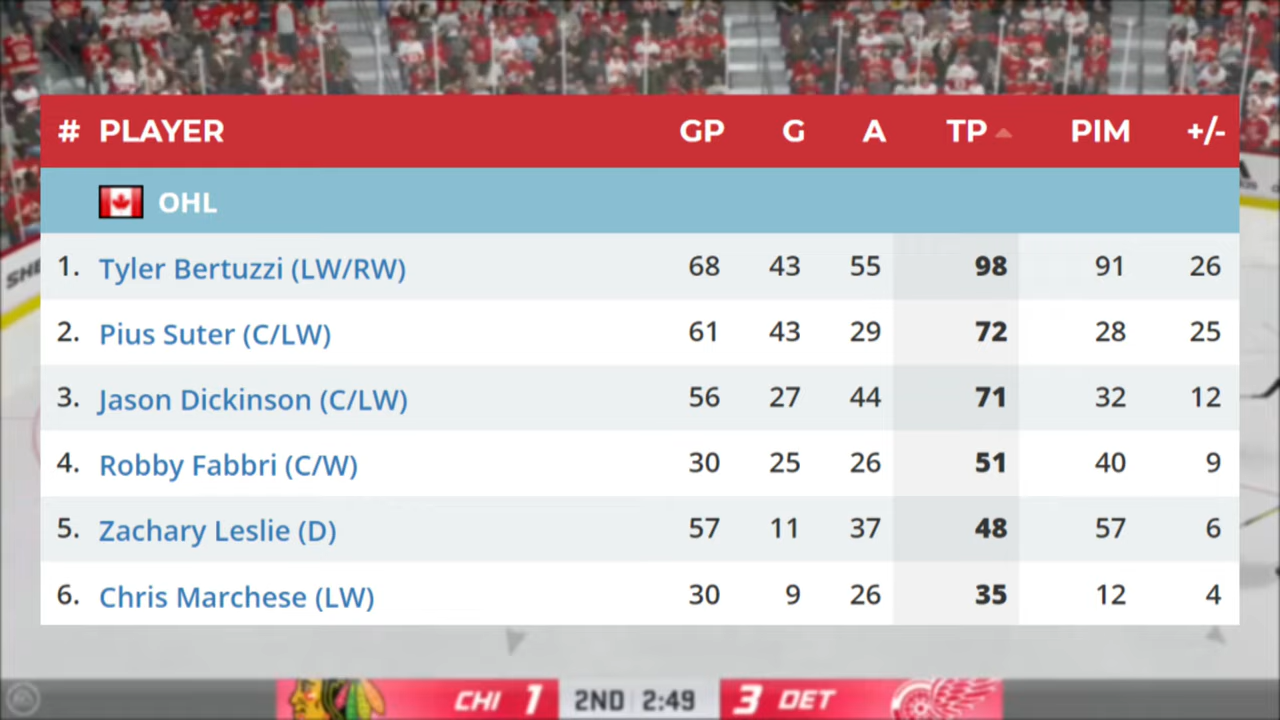 # PLAYER GP G A TP PIM +/-
OHL
1. Tyler Bertuzzi (LW/RW) 68 43 55 98 91 26
2. Pius Suter (C/LW) 61 43 29 72 28 25
3. Jason Dickinson (C/LW) 56 27 44 71 32 12
4. Robby Fabbri (C/W) 30 25 26 51 40 9
5. Zachary Leslie (D) 57 11 37 48 57 6
6. Chris Marchese (LW) 30 9 26 35 12 4
CHI 1 2ND 2:49 3 DET